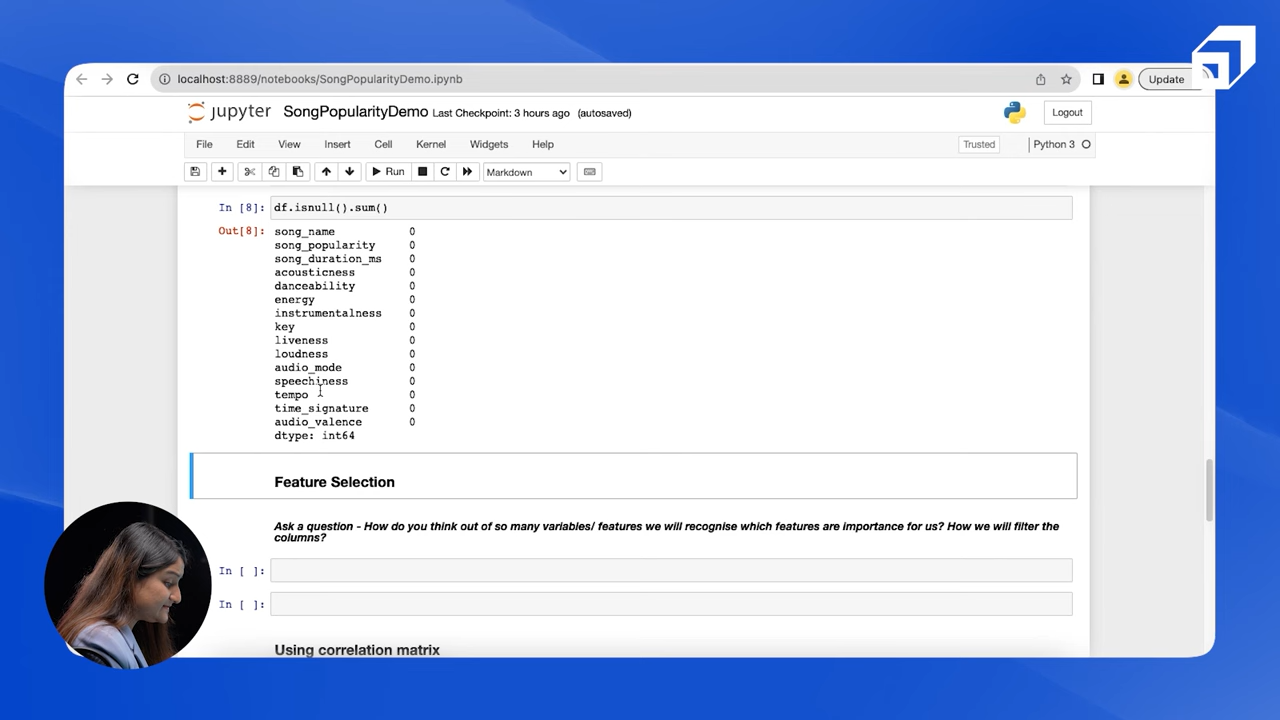 localhost:8889/notebooks/SongPopularityDemo.ipynb
Update
jupyter SongPopularityDemo Last Checkpoint: 3 hours ago (autosaved)
Logout
File Edit View Insert Cell Kernel Widgets Help
Trusted Python 3
Run Markdown
In [8]: df.isnull().sum()
Out[8]: song_name 0
song_popularity 0
song_duration_ms 0
acousticness 0
danceability 0
energy 0
instrumentalness 0
key 0
liveness 0
loudness 0
audio_mode 0
speechiness 0
tempo 0
time_signature 0
audio_valence 0
dtype: int64
Feature Selection
Ask a question - How do you think out of so many variables/ features we will recognise which features are importance for us? How we will filter the
columns?
In [ ]:
In [ ]:
Using correlation matrix